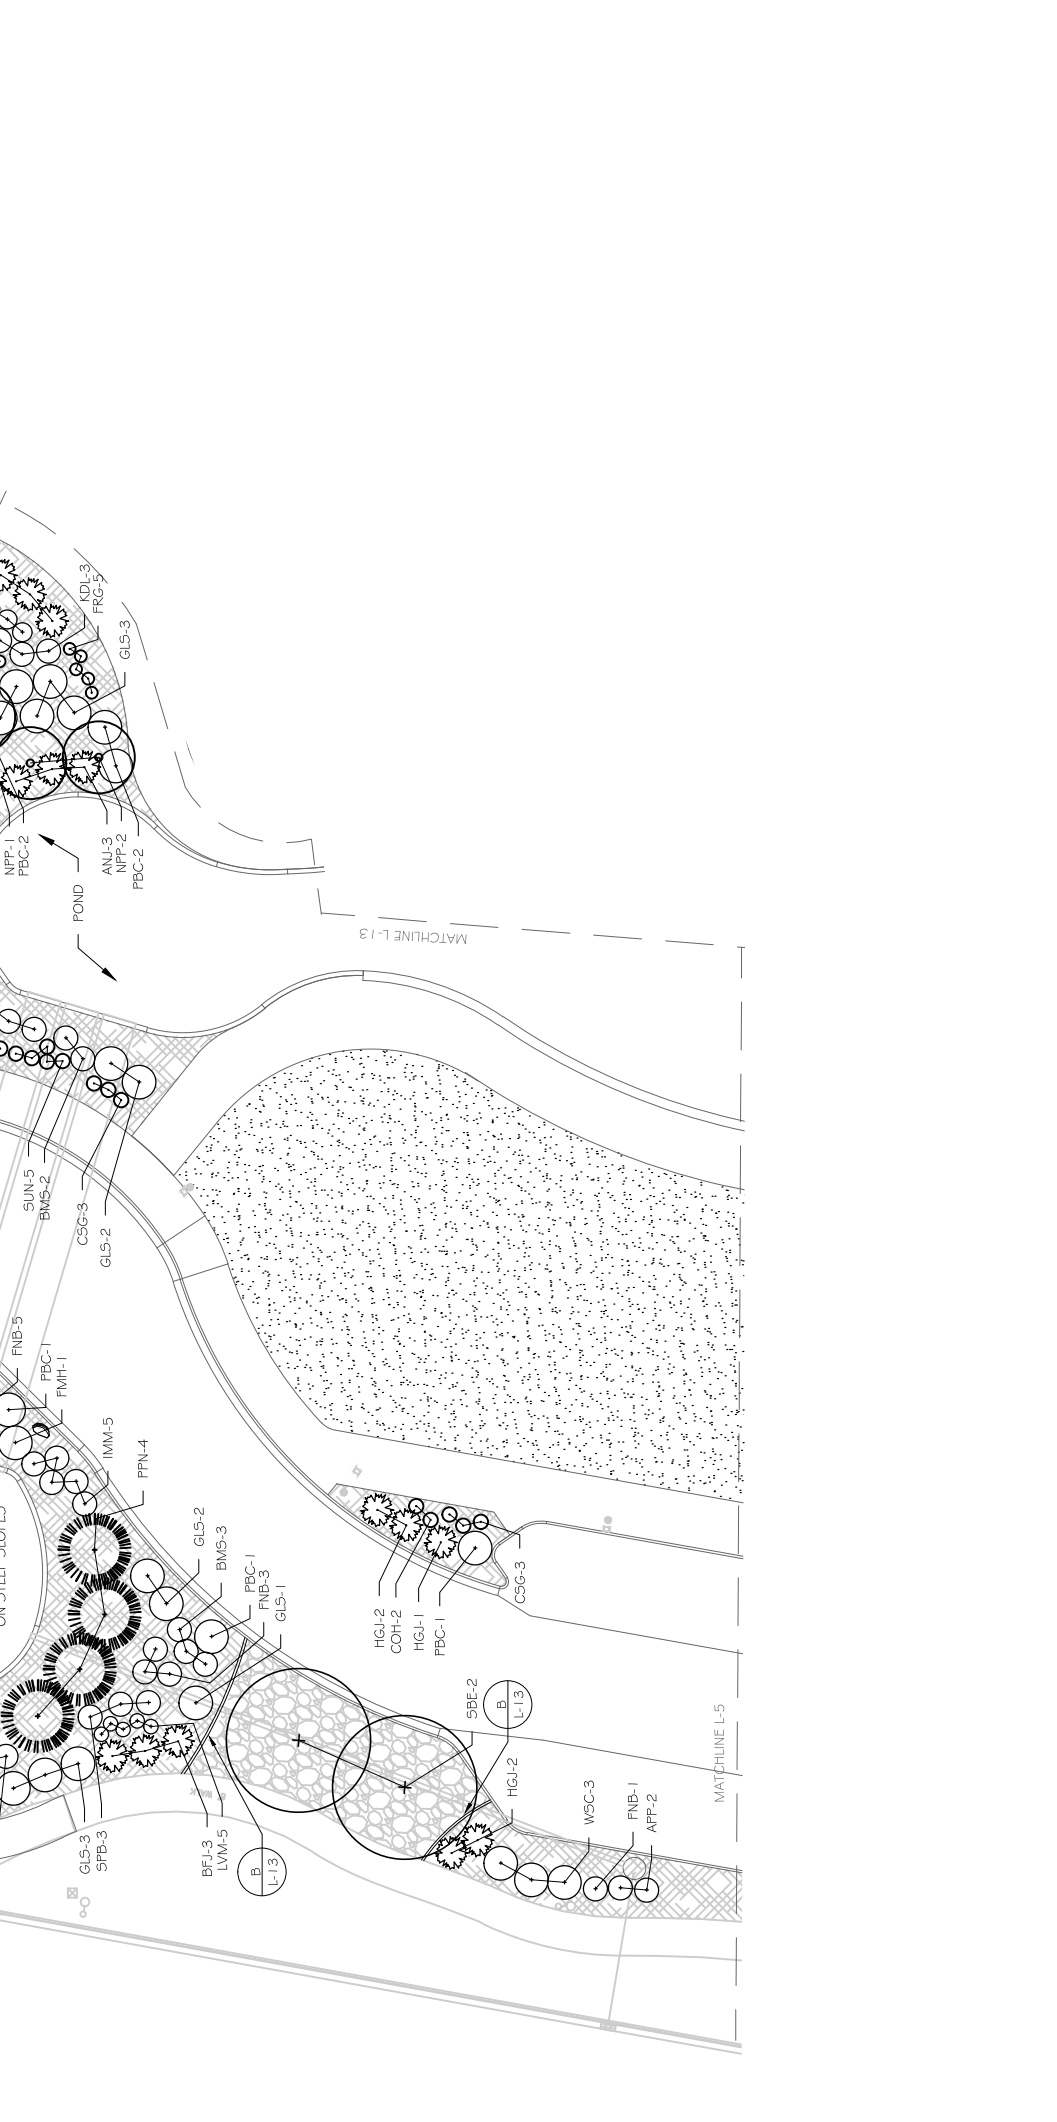 KDL-3
FRG-5
GLS-3
NPP-1
PBC-2
ANJ-3
NPP-2
PBC-2
POND
MATCHLINE L-13
SUN-5
BMS-2
CSG-3
GLS-2
FNB-5
PBC-1
FMH-1
IMM-5
PPN-4
GLS-2
BMS-3
PBC-1
FNB-3
GLS-1
HGJ-2
COH-2
HGJ-1
PBC-1
CSG-3
SBE-2
B
L-13
HGJ-2
WSC-3
FNB-1
APP-2
MATCHLINE L-5
GLS-3
SPB-3
BFJ-3
LVM-5
B
L-13